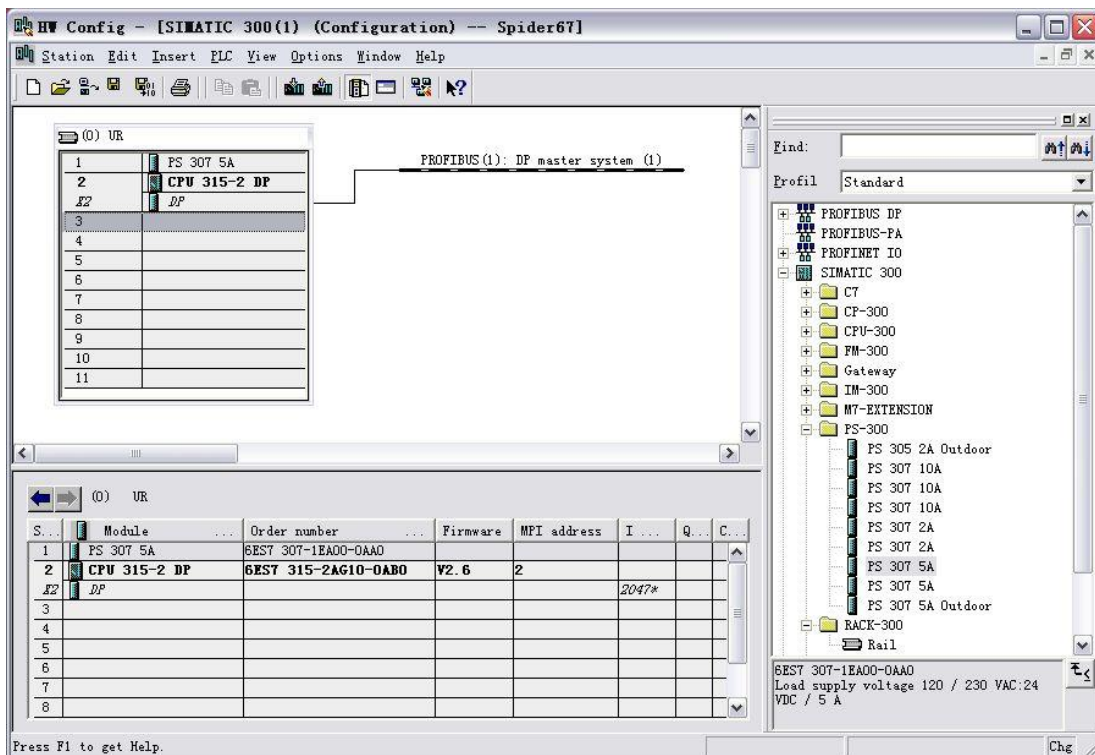 HW Config - [SIMATIC 300(1) (Configuration) -- Spider67]
Station Edit Insert PLC View Options Window Help
(0) UR
1 PS 307 5A
2 CPU 315-2 DP
X2 DP
3
4
5
6
7
8
9
10
11
PROFIBUS(1): DP master system (1)
Find:
Profil Standard
PROFIBUS DP
PROFIBUS-PA
PROFINET IO
SIMATIC 300
C7
CP-300
CPU-300
FM-300
Gateway
IM-300
M7-EXTENSION
PS-300
PS 305 2A Outdoor
PS 307 10A
PS 307 10A
PS 307 10A
PS 307 2A
PS 307 2A
PS 307 5A
PS 307 5A
PS 307 5A Outdoor
RACK-300
Rail
6ES7 307-1EA00-0AA0
Load supply voltage 120 / 230 VAC:24
VDC / 5 A
(0) UR
S... Module ... Order number ... Firmware MPI address I ... Q... C...
1 PS 307 5A 6ES7 307-1EA00-0AA0
2 CPU 315-2 DP 6ES7 315-2AG10-0AB0 V2.6 2
X2 DP 2047*
3
4
5
6
7
8
Press F1 to get Help.
Chg